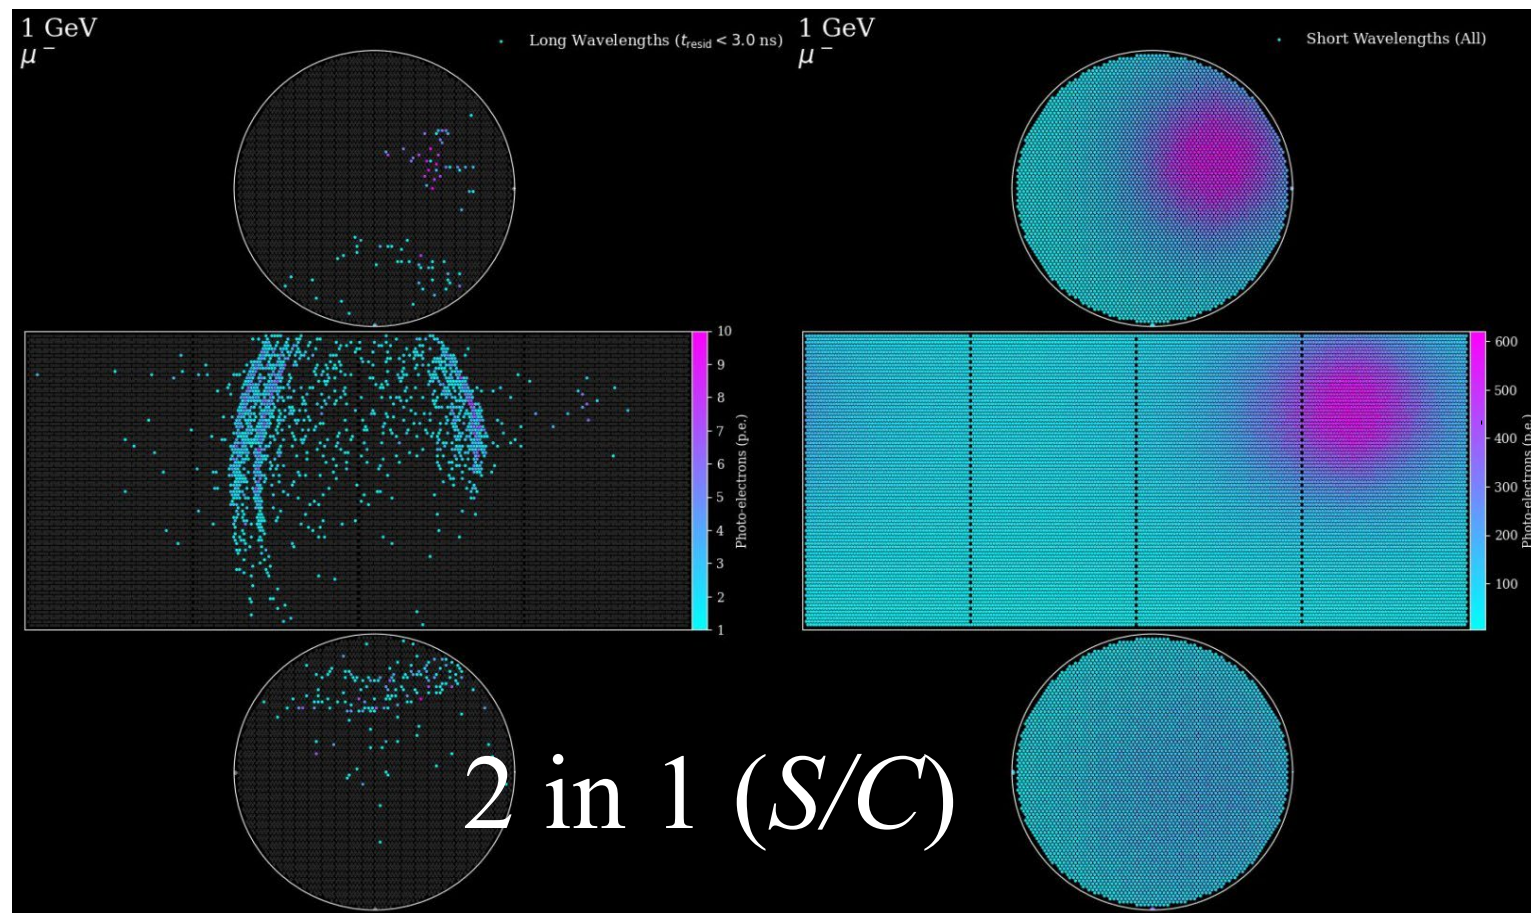 1 GeV
μ⁻
Long Wavelengths (t_resid < 3.0 ns)
10
9
8
7
6
5
4
3
2
1
Photo-electrons (p.e.)
1 GeV
μ⁻
Short Wavelengths (All)
600
500
400
300
200
100
Photo-electrons (p.e.)
2 in 1 (S/C)